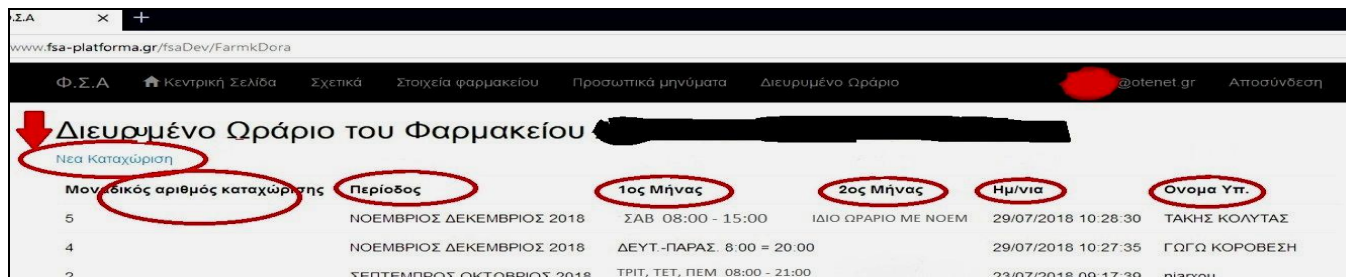 .Σ.Α × +
www.fsa-platforma.gr/fsaDev/FarmkDora
Φ.Σ.Α Κεντρική Σελίδα Σχετικά Στοιχεία φαρμακείου Προσωπικά μηνύματα Διευρυμένο Ωράριο @otenet.gr Αποσύνδεση
Διευρυμένο Ωράριο του Φαρμακείου
Νεα Καταχώριση
Μοναδικός αριθμός καταχώρισης Περίοδος 1ος Μήνας 2ος Μήνας Ημ/νια Ονομα Υπ.
5 ΝΟΕΜΒΡΙΟΣ ΔΕΚΕΜΒΡΙΟΣ 2018 ΣΑΒ 08:00 - 15:00 ΙΔΙΟ ΩΡΑΡΙΟ ΜΕ ΝΟΕΜ 29/07/2018 10:28:30 ΤΑΚΗΣ ΚΟΛΥΤΑΣ
4 ΝΟΕΜΒΡΙΟΣ ΔΕΚΕΜΒΡΙΟΣ 2018 ΔΕΥΤ.-ΠΑΡΑΣ. 8:00 = 20:00 29/07/2018 10:27:35 ΓΩΓΩ ΚΟΡΟΒΕΣΗ
ΣΕΠΤΕΜΠΡΟΣ ΟΚΤΟΒΡΙΟΣ 2018 ΤΡΙΤ, ΤΕΤ, ΠΕΜ 08:00 - 21:00 23/07/2018 09:17:39